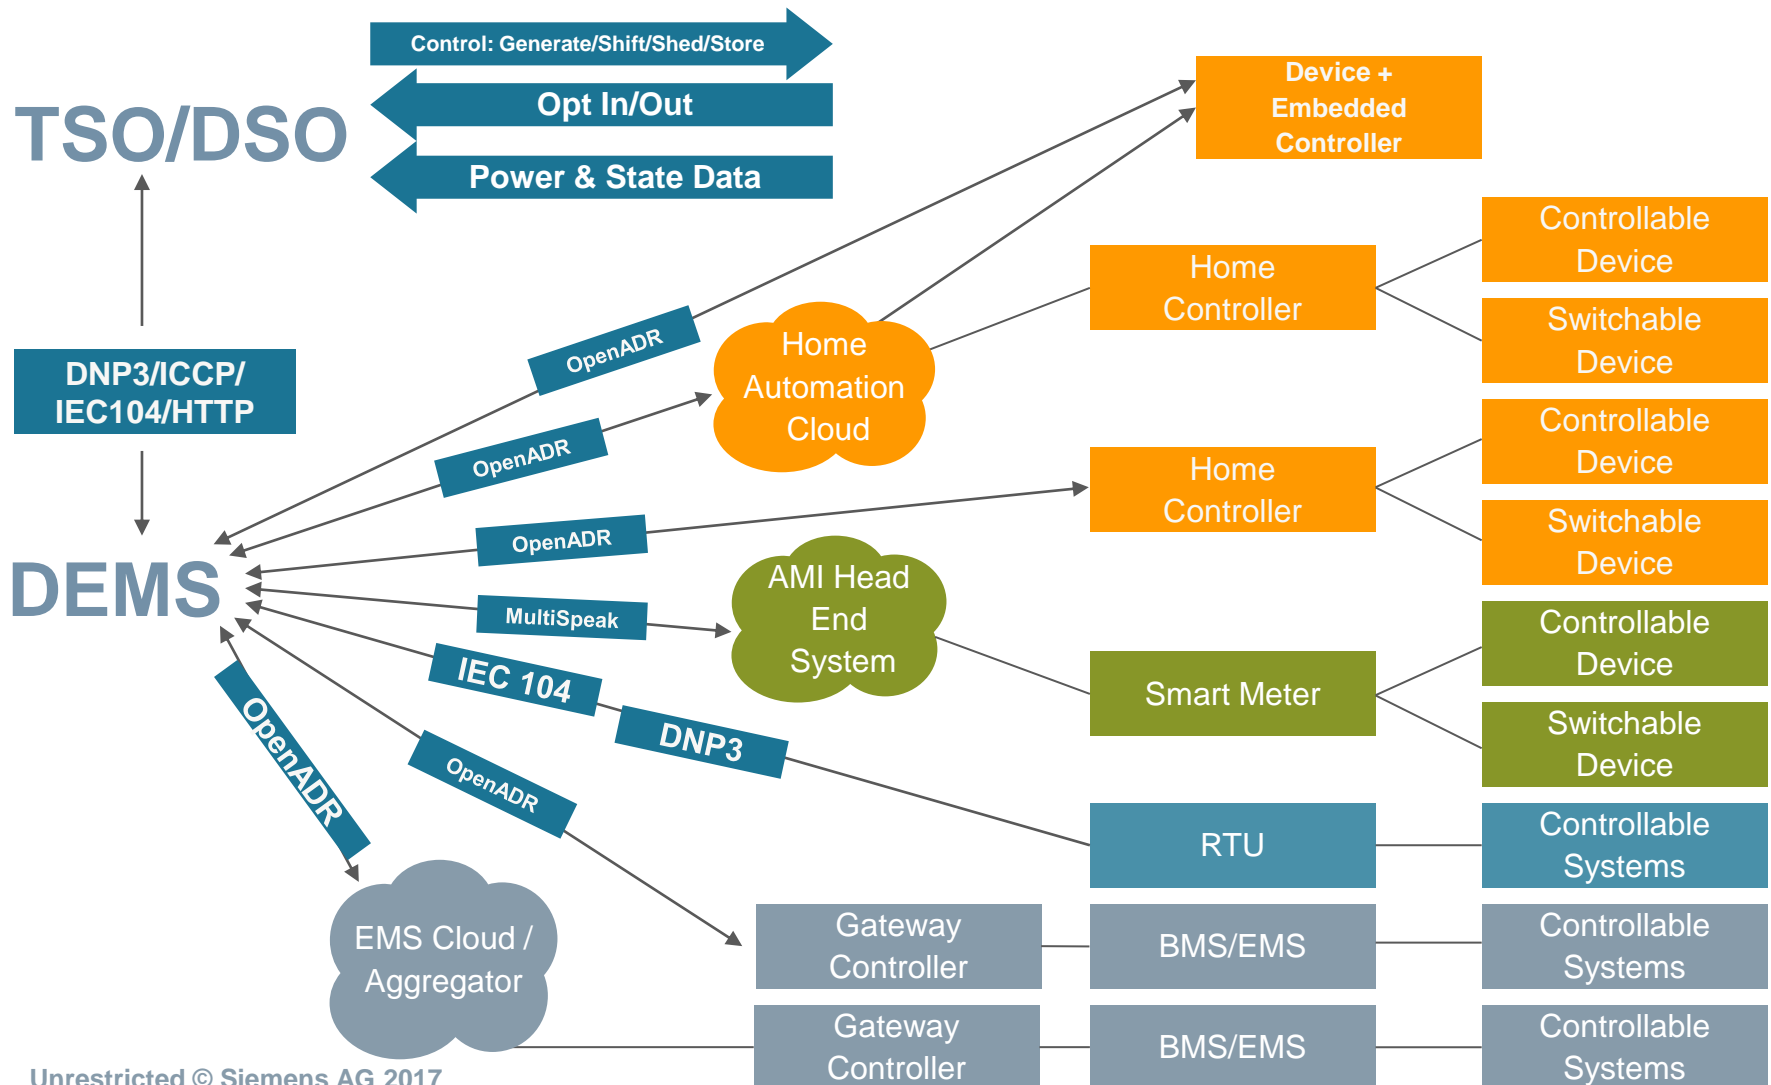 Control: Generate/Shift/Shed/Store
Opt In/Out
Power & State Data
TSO/DSO
Device +
Embedded
Controller
Controllable
Device
Home
Controller
Switchable
Device
DNP3/ICCP/
IEC104/HTTP
OpenADR
Home
Automation
Cloud
OpenADR
Controllable
Device
Home
Controller
Switchable
Device
OpenADR
DEMS
AMI Head
End
System
MultiSpeak
Controllable
Device
Smart Meter
Switchable
Device
IEC 104
DNP3
OpenADR
OpenADR
RTU
Controllable
Systems
EMS Cloud /
Aggregator
Gateway
Controller
BMS/EMS
Controllable
Systems
Gateway
Controller
BMS/EMS
Controllable
Systems
Unrestricted © Siemens AG 2017